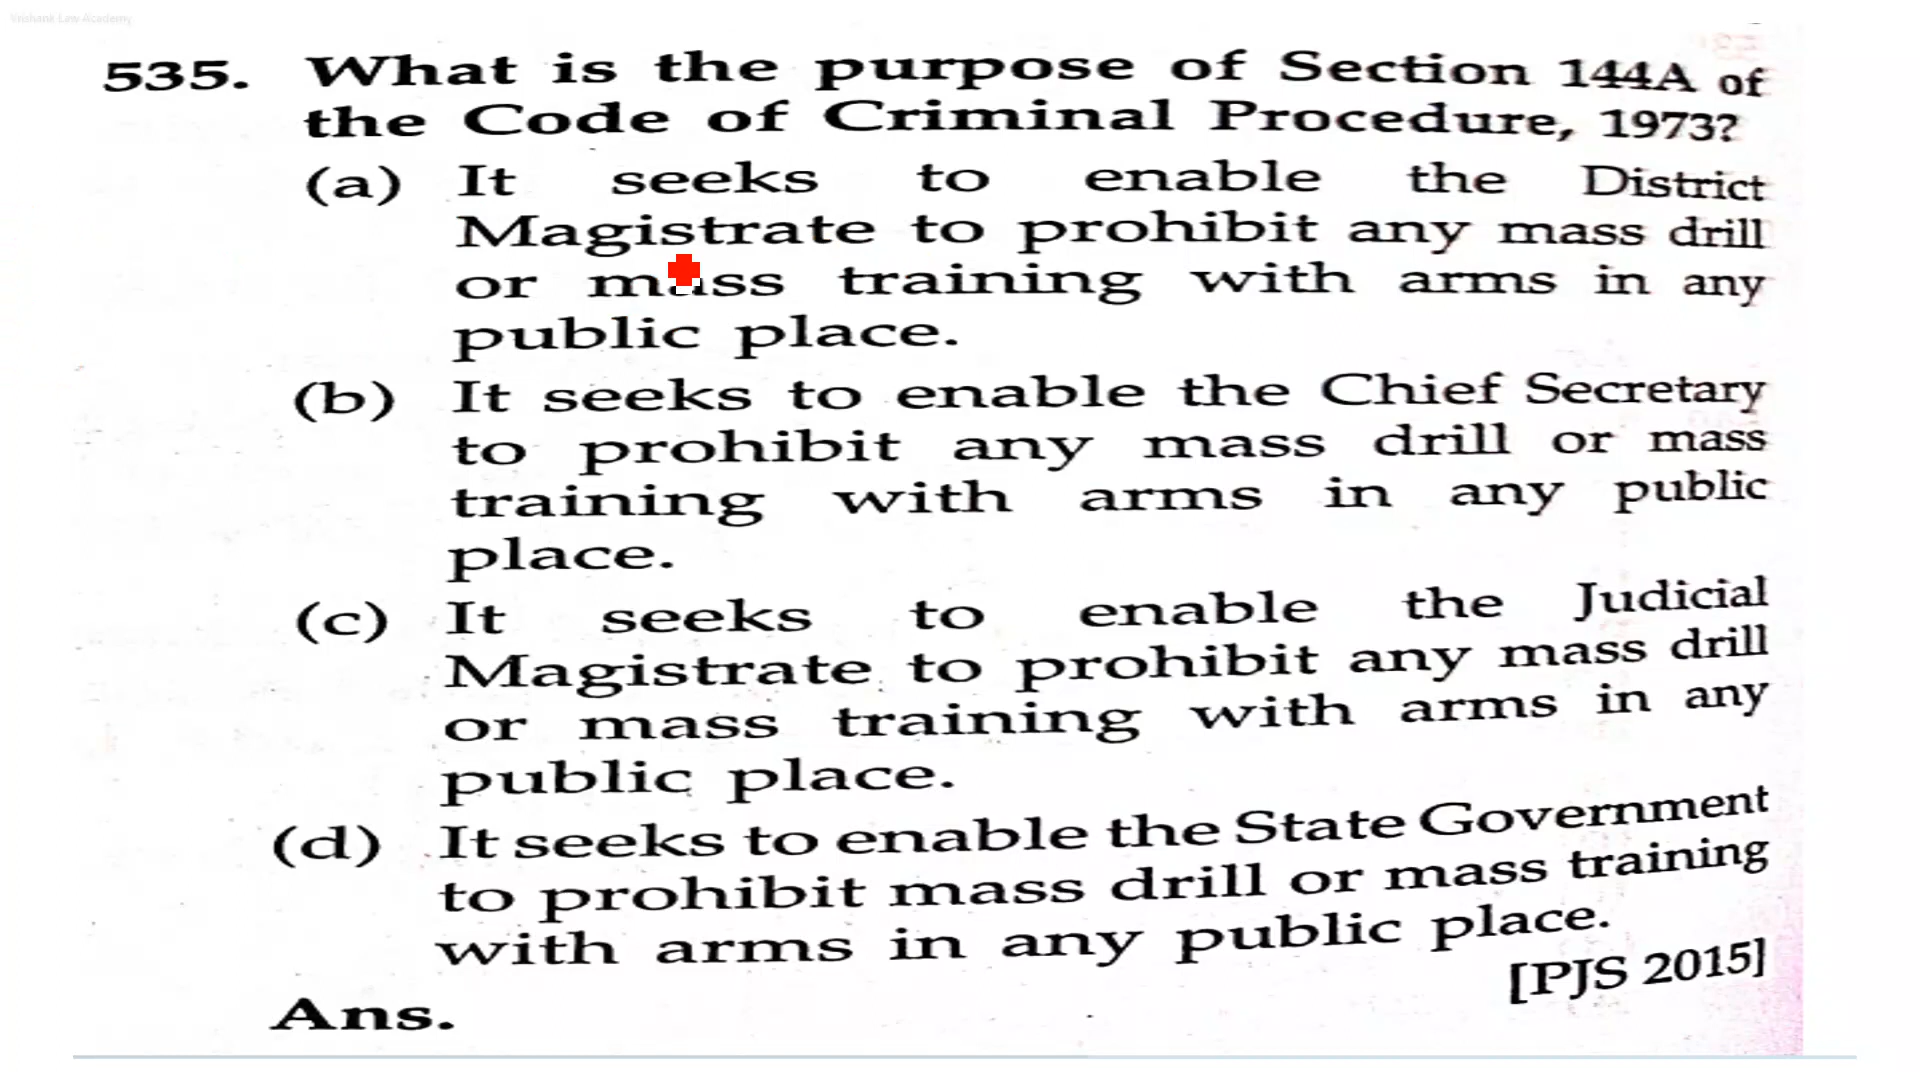 Vrishank Law Academy
535. What is the purpose of Section 144A of
the Code of Criminal Procedure, 1973?
(a) It seeks to enable the District
Magistrate to prohibit any mass drill
or mass training with arms in any
public place.
(b) It seeks to enable the Chief Secretary
to prohibit any mass drill or mass
training with arms in any public
place.
(c) It seeks to enable the Judicial
Magistrate to prohibit any mass drill
or mass training with arms in any
public place.
(d) It seeks to enable the State Government
to prohibit mass drill or mass training
with arms in any public place.
[PJS 2015]
Ans.